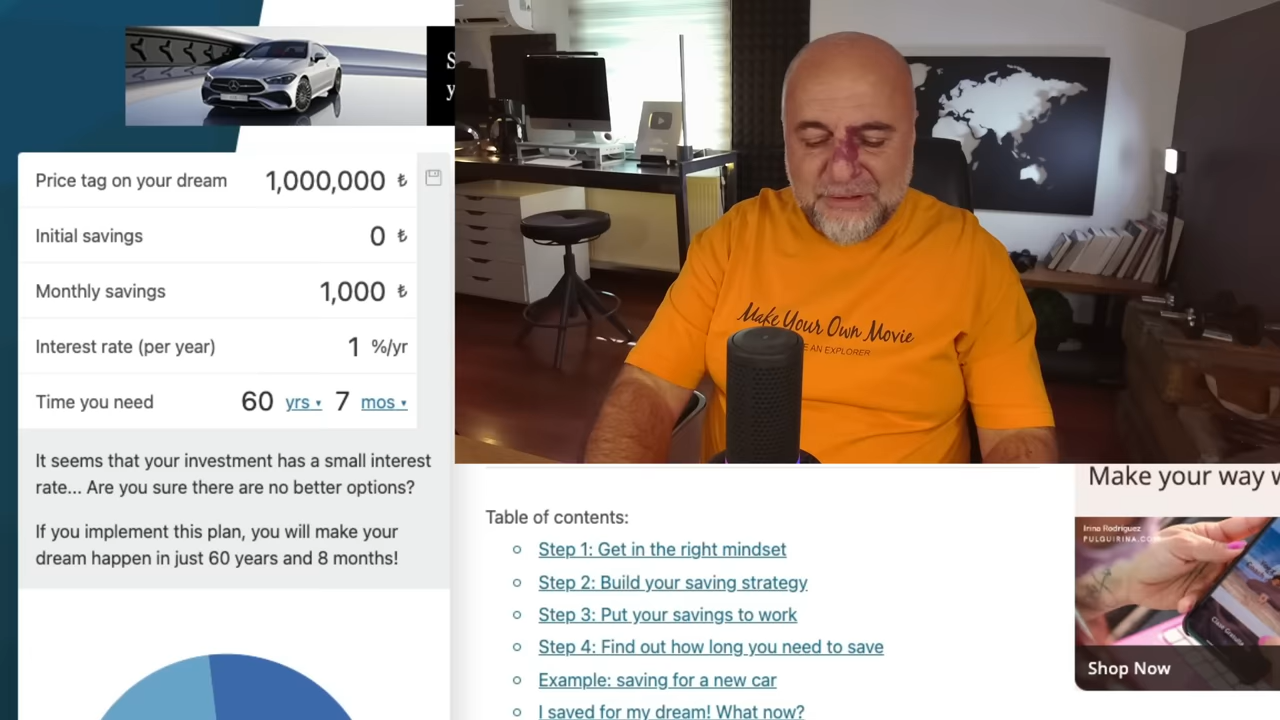 S
y
Price tag on your dream 1,000,000 ₺
Initial savings 0 ₺
Monthly savings 1,000 ₺
Interest rate (per year) 1 %/yr
Time you need 60 yrs 7 mos
It seems that your investment has a small interest
rate... Are you sure there are no better options?
If you implement this plan, you will make your
dream happen in just 60 years and 8 months!
Make Your Own Movie
E AN EXPLORER
Table of contents:
Step 1: Get in the right mindset
Step 2: Build your saving strategy
Step 3: Put your savings to work
Step 4: Find out how long you need to save
Example: saving for a new car
I saved for my dream! What now?
Make your way w
Irina Rodriguez
PULQUIRINA.CO
Shop Now